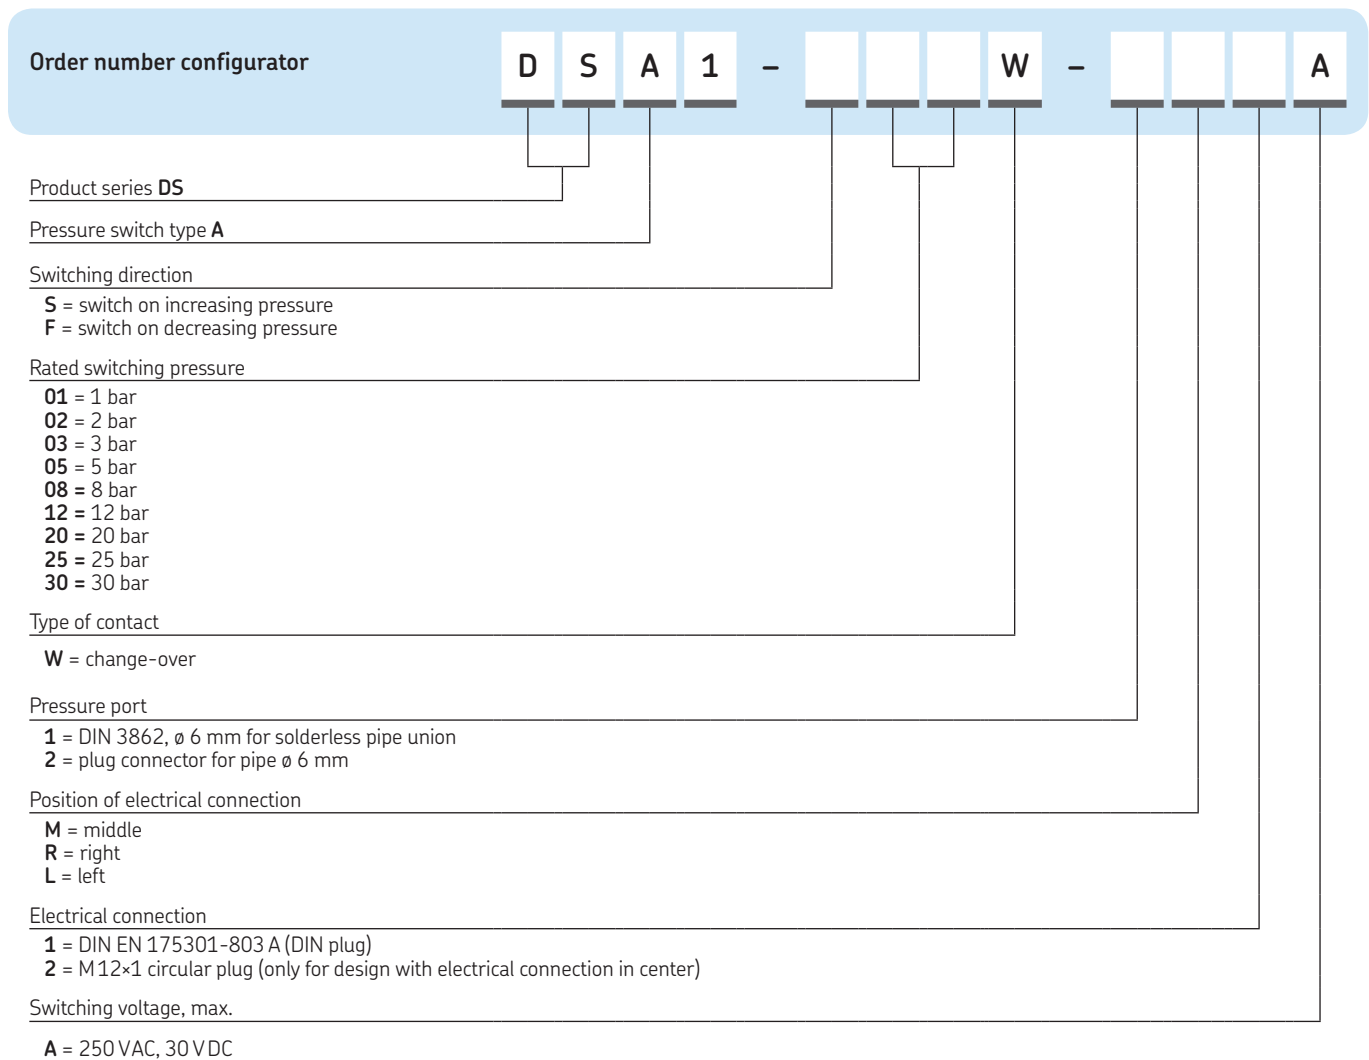 Order number configurator D S A 1 – W – A
Product series DS
Pressure switch type A
Switching direction
S = switch on increasing pressure
F = switch on decreasing pressure
Rated switching pressure
01 = 1 bar
02 = 2 bar
03 = 3 bar
05 = 5 bar
08 = 8 bar
12 = 12 bar
20 = 20 bar
25 = 25 bar
30 = 30 bar
Type of contact
W = change-over
Pressure port
1 = DIN 3862, ø 6 mm for solderless pipe union
2 = plug connector for pipe ø 6 mm
Position of electrical connection
M = middle
R = right
L = left
Electrical connection
1 = DIN EN 175301-803 A (DIN plug)
2 = M12×1 circular plug (only for design with electrical connection in center)
Switching voltage, max.
A = 250 VAC, 30 VDC